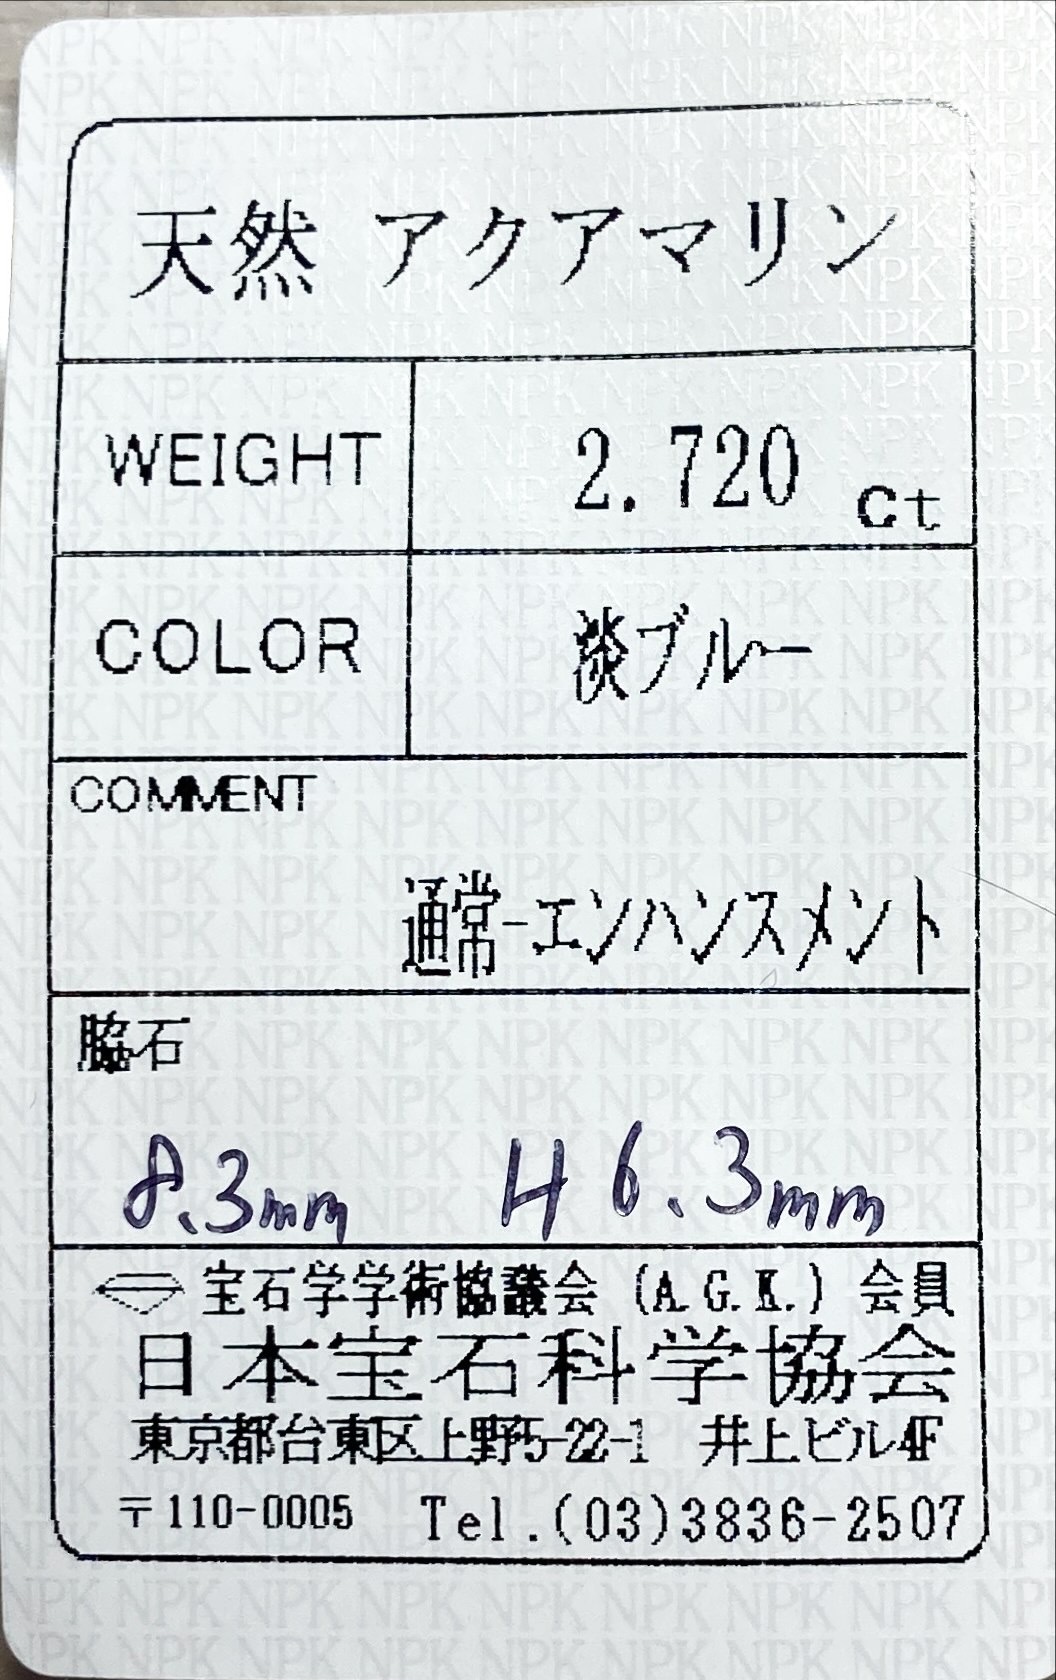 天然 アクアマリン
WEIGHT 2.720 ct
COLOR 淡ブルー
COMMENT
通常-エンハンスメント
脇石
8.3mm H 6.3mm
宝石学学術協議会 (A.G.K.) 会員
日本宝石科学協会
東京都台東区上野5-22-1 井上ビル4F
〒110-0005 Tel.(03)3836-2507